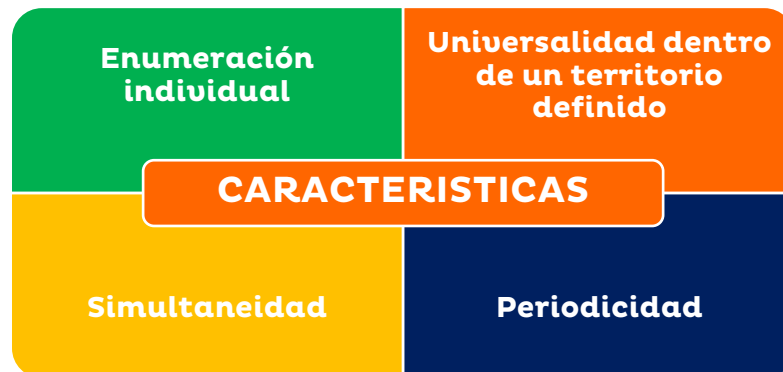 Enumeración
individual
Universalidad dentro
de un territorio
definido
CARACTERISTICAS
Simultaneidad
Periodicidad